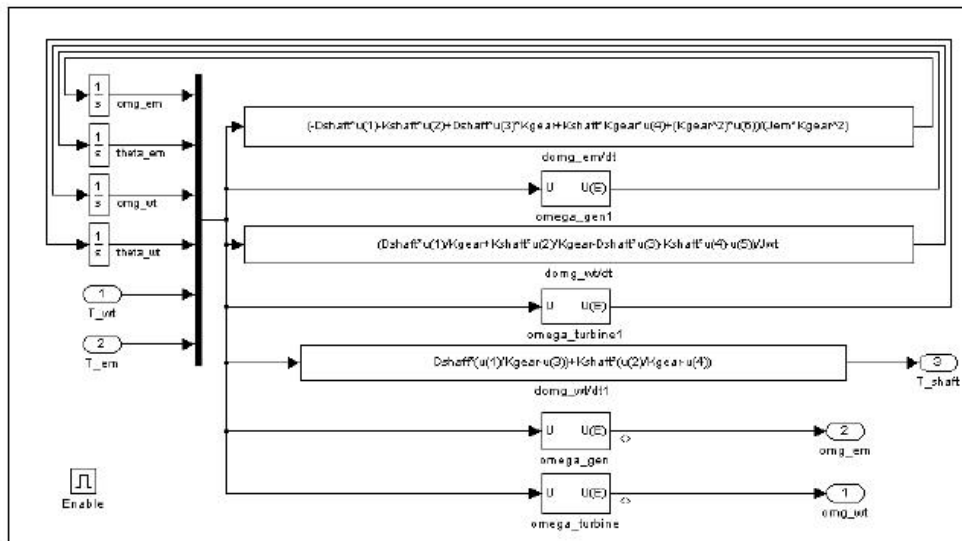 1
s
omg_em
1
s
theta_em
1
s
omg_wt
1
s
theta_wt
1
T_wt
2
T_em
(-Dshaft*u(1)-Kshaft*u(2)+Dshaft*u(3)*Kgear+Kshaft*Kgear*u(4)+(Kgear^2)*u(6))/(Jem*Kgear^2)
domg_em/dt
U U(E)
omega_gen1
(Dshaft*u(1)/Kgear+Kshaft*u(2)/Kgear-Dshaft*u(3)-Kshaft*u(4)-u(5))/Jwt
domg_wt/dt
U U(E)
omega_turbine1
Dshaft*(u(1)/Kgear-u(3))+Kshaft*(u(2)/Kgear-u(4))
domg_wt/dt1
3
T_shaft
U U(E)
omega_gen
<>
2
omg_em
U U(E)
omega_turbine
<>
1
omg_wt
Enable